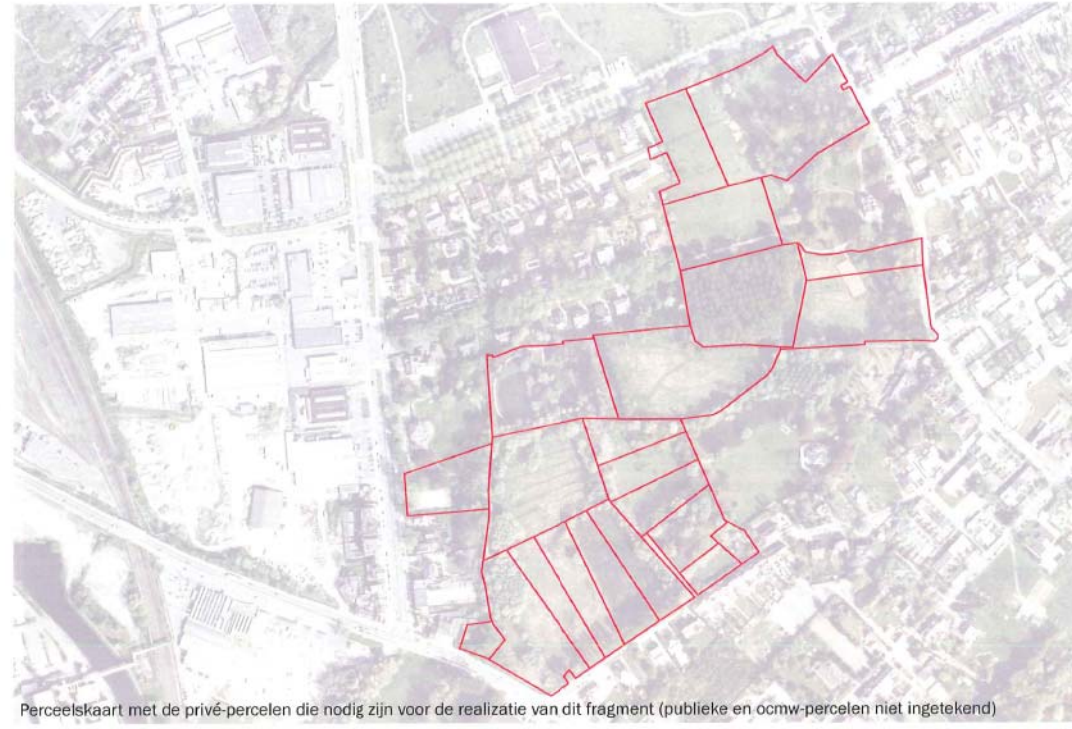 Perceelskaart met de privé-percelen die nodig zijn voor de realizatie van dit fragment (publieke en ocmw-percelen niet ingetekend)